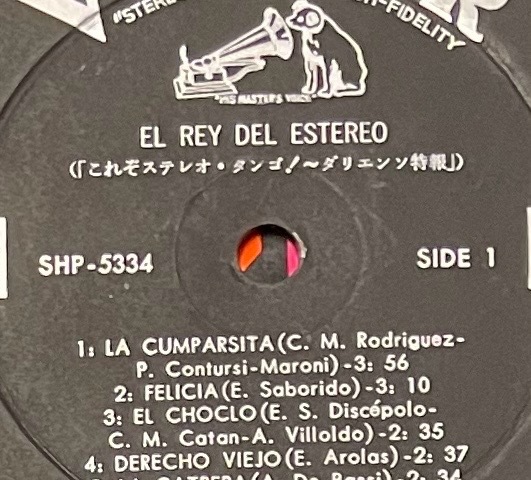 "STEREO
FIDELITY
"HIS MASTER'S VOICE"
EL REY DEL ESTEREO
(「これぞステレオ・タンゴ!〜ダリエンソ特報」)
SHP-5334
SIDE 1
1: LA CUMPARSITA(C. M. Rodriguez-
P. Contursi-Maroni)-3: 56
2: FELICIA(E. Saborido)-3: 10
3: EL CHOCLO(E. S. Discépolo-
C. M. Catan-A. Villoldo)-2: 35
4: DERECHO VIEJO(E. Arolas)-2: 37